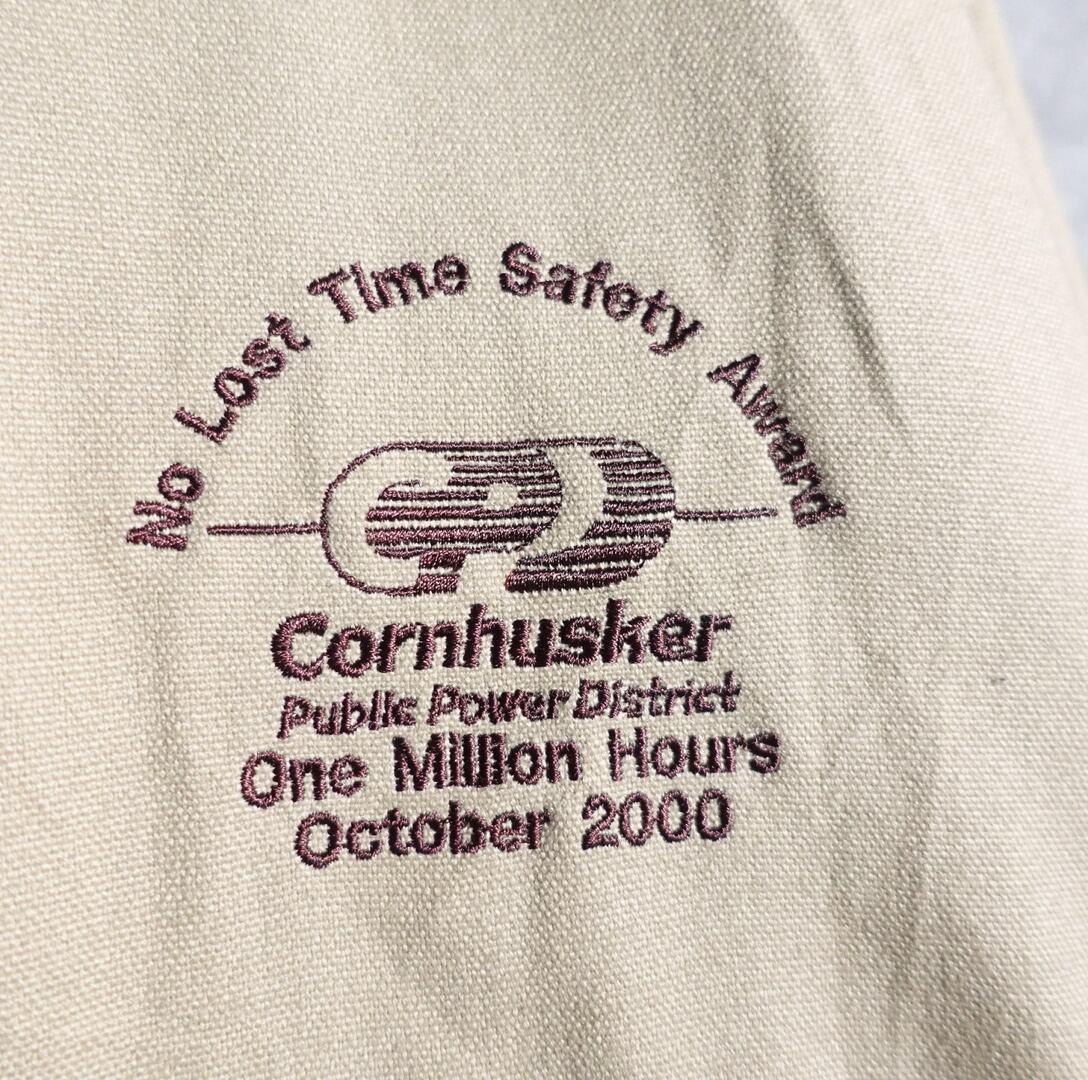 No Lost Time Safety Award
Cornhusker
Public Power District
One Million Hours
October 2000